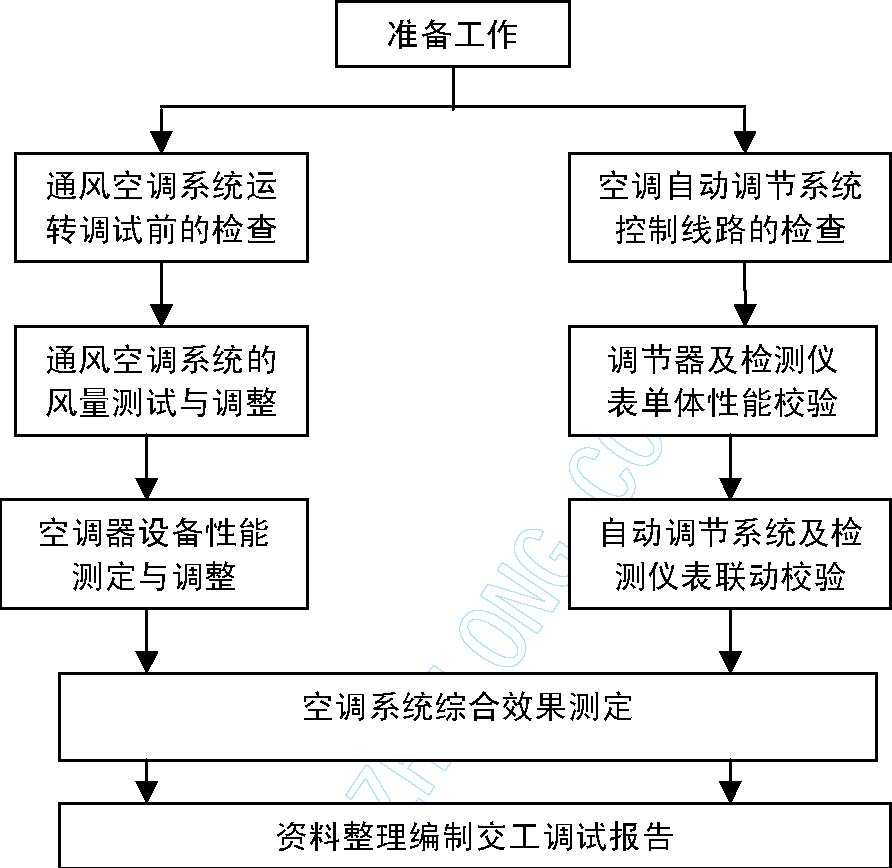 准备工作
通风空调系统运
转调试前的检查
空调自动调节系统
控制线路的检查
通风空调系统的
风量测试与调整
调节器及检测仪
表单体性能校验
空调器设备性能
测定与调整
自动调节系统及检
测仪表联动校验
空调系统综合效果测定
资料整理编制交工调试报告